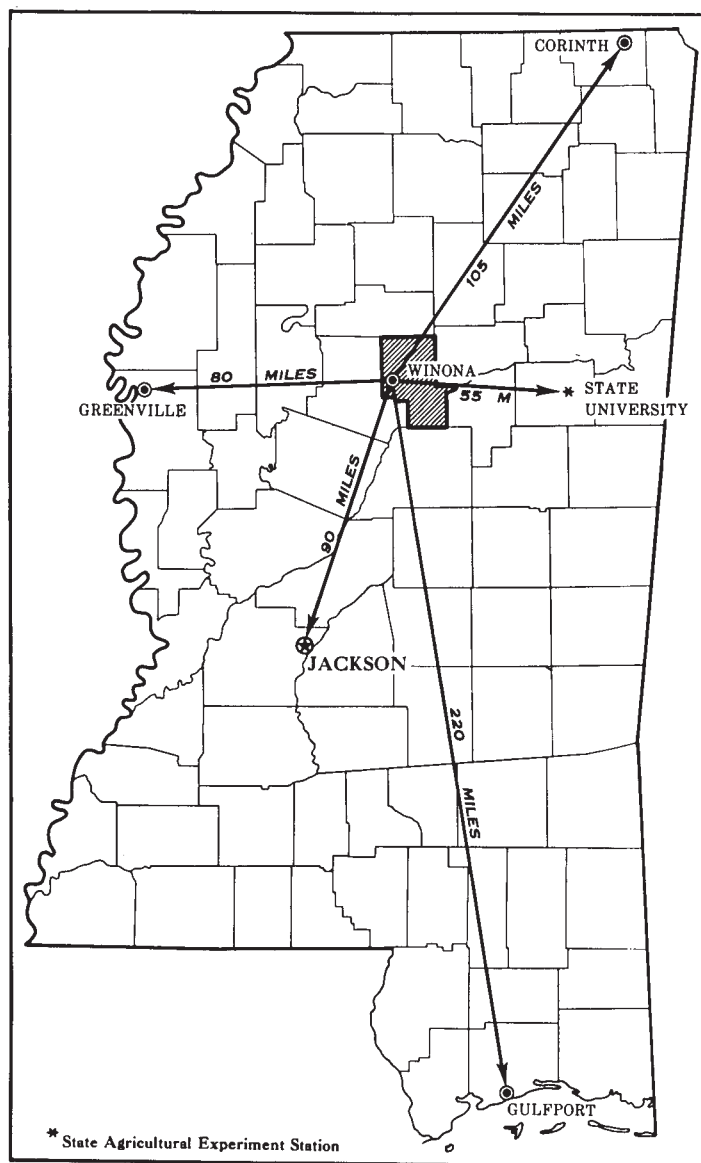 CORINTH
105 MILES
WINONA
80 MILES
GREENVILLE
55 M
STATE
UNIVERSITY
90 MILES
JACKSON
220 MILES
GULFPORT
* State Agricultural Experiment Station